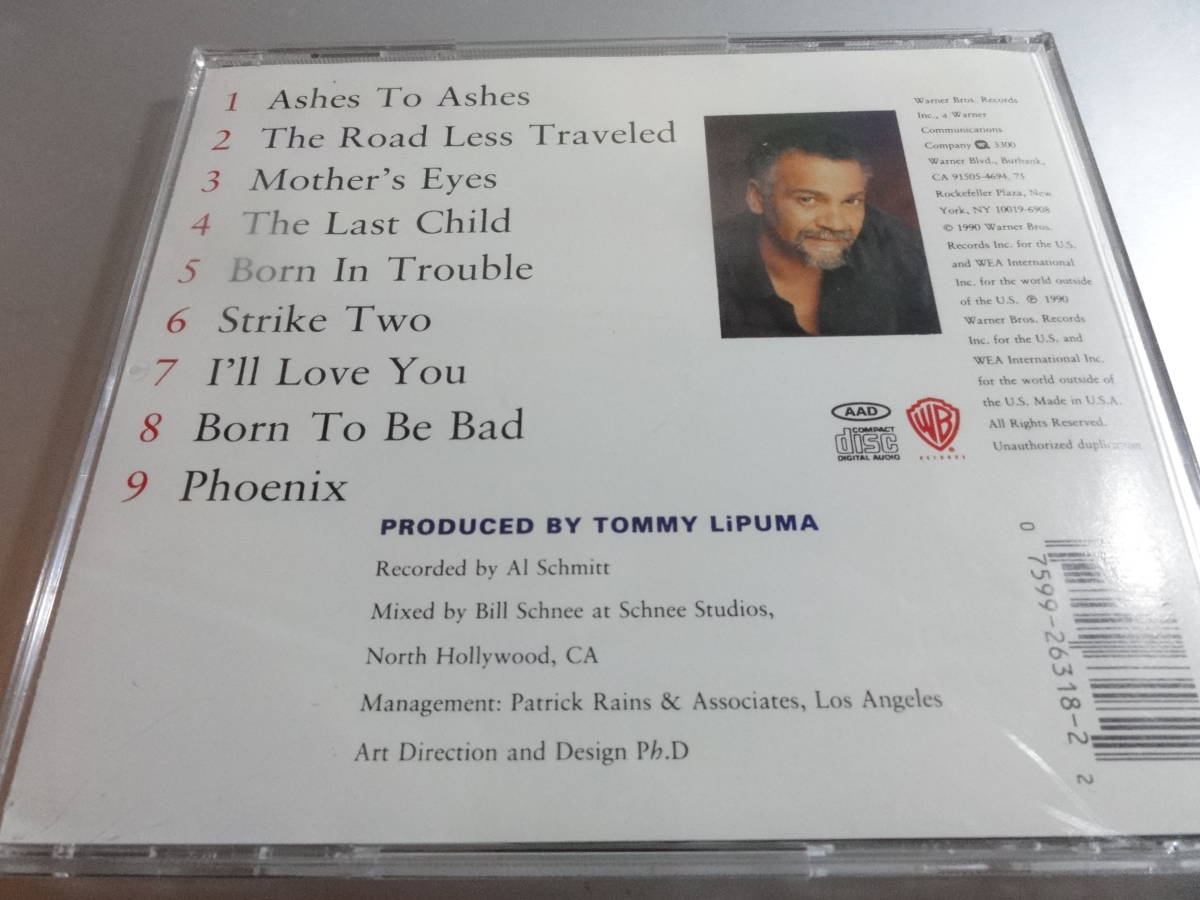 1 Ashes To Ashes
2 The Road Less Traveled
3 Mother's Eyes
4 The Last Child
5 Born In Trouble
6 Strike Two
7 I'll Love You
8 Born To Be Bad
9 Phoenix
PRODUCED BY TOMMY LiPUMA
Recorded by Al Schmitt
Mixed by Bill Schnee at Schnee Studios,
North Hollywood, CA
Management: Patrick Rains & Associates, Los Angeles
Art Direction and Design Ph.D
Warner Bros. Records
Inc., a Warner
Communications
Company 3300
Warner Blvd., Burbank,
CA 91505-4694, 75
Rockefeller Plaza, New
York, NY 10019-6908
© 1990 Warner Bros.
Records Inc. for the U.S.
and WEA International
Inc. for the world outside
of the U.S. ℗ 1990
Warner Bros. Records
Inc. for the U.S. and
WEA International Inc.
for the world outside of
the U.S. Made in U.S.A.
All Rights Reserved.
Unauthorized duplication
AAD
COMPACT
disc
DIGITAL AUDIO
WB
RECORDS
0 7599-26318-2 2